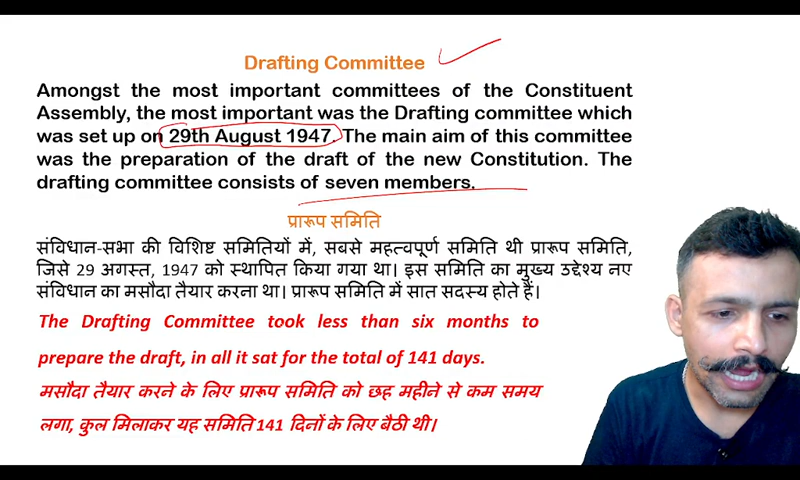 Drafting Committee
Amongst the most important committees of the Constituent
Assembly, the most important was the Drafting committee which
was set up on 29th August 1947. The main aim of this committee
was the preparation of the draft of the new Constitution. The
drafting committee consists of seven members.
प्रारूप समिति
संविधान-सभा की विशिष्ट समितियों में, सबसे महत्वपूर्ण समिति थी प्रारूप समिति,
जिसे 29 अगस्त, 1947 को स्थापित किया गया था। इस समिति का मुख्य उद्देश्य नए
संविधान का मसौदा तैयार करना था। प्रारूप समिति में सात सदस्य होते हैं।
The Drafting Committee took less than six months to
prepare the draft, in all it sat for the total of 141 days.
मसौदा तैयार करने के लिए प्रारूप समिति को छह महीने से कम समय
लगा, कुल मिलाकर यह समिति 141 दिनों के लिए बैठी थी।